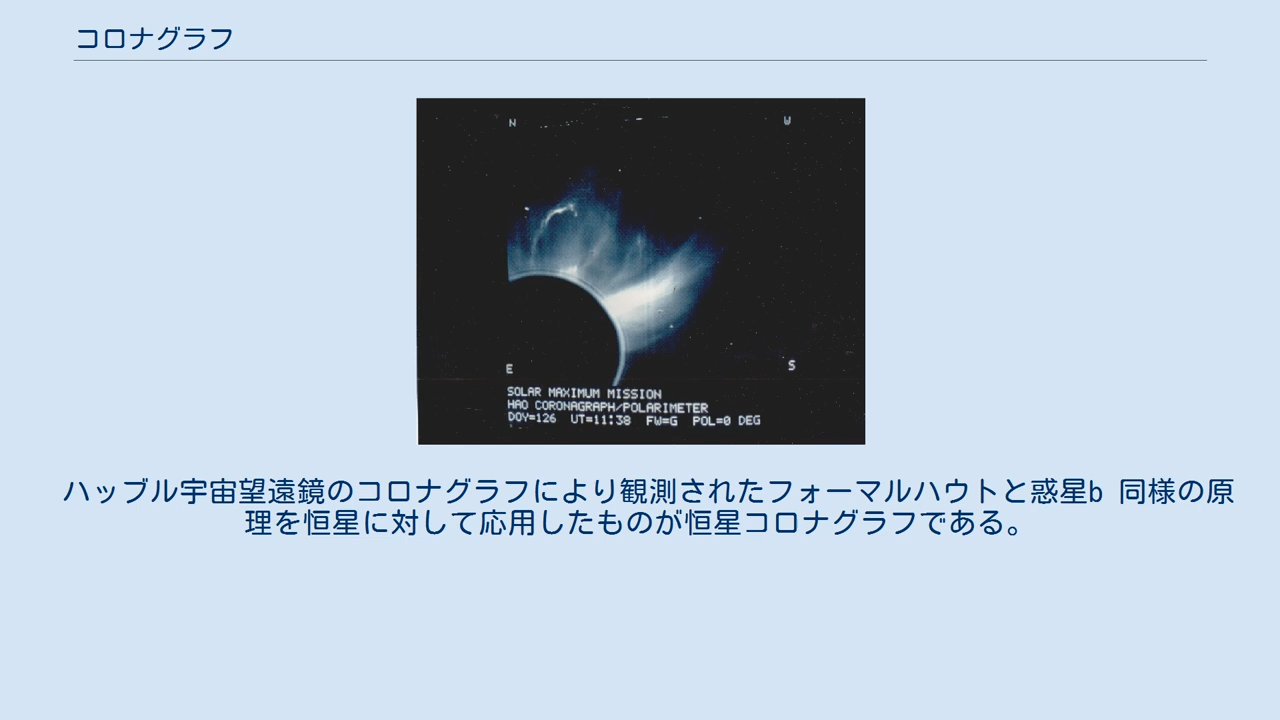 コロナグラフ
N W
E S
SOLAR MAXIMUM MISSION
HAO CORONAGRAPH/POLARIMETER
DOY=126 UT=11:38 FW=G POL=0 DEG
ハッブル宇宙望遠鏡のコロナグラフにより観測されたフォーマルハウトと惑星b 同様の原
理を恒星に対して応用したものが恒星コロナグラフである。